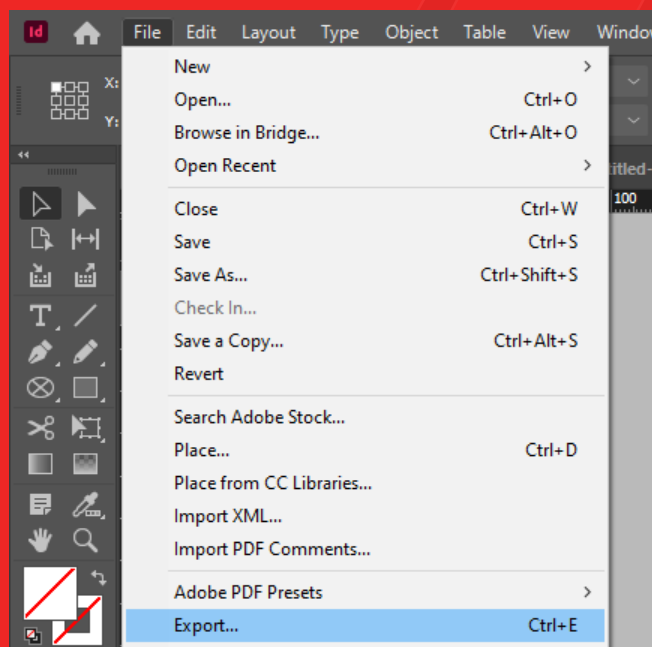 Id File Edit Layout Type Object Table View Window
X:
Y:
New
Open... Ctrl+O
Browse in Bridge... Ctrl+Alt+O
Open Recent
titled-
100
Close Ctrl+W
Save Ctrl+S
Save As... Ctrl+Shift+S
Check In...
Save a Copy... Ctrl+Alt+S
Revert
Search Adobe Stock...
Place... Ctrl+D
Place from CC Libraries...
Import XML...
Import PDF Comments...
Adobe PDF Presets
Export... Ctrl+E